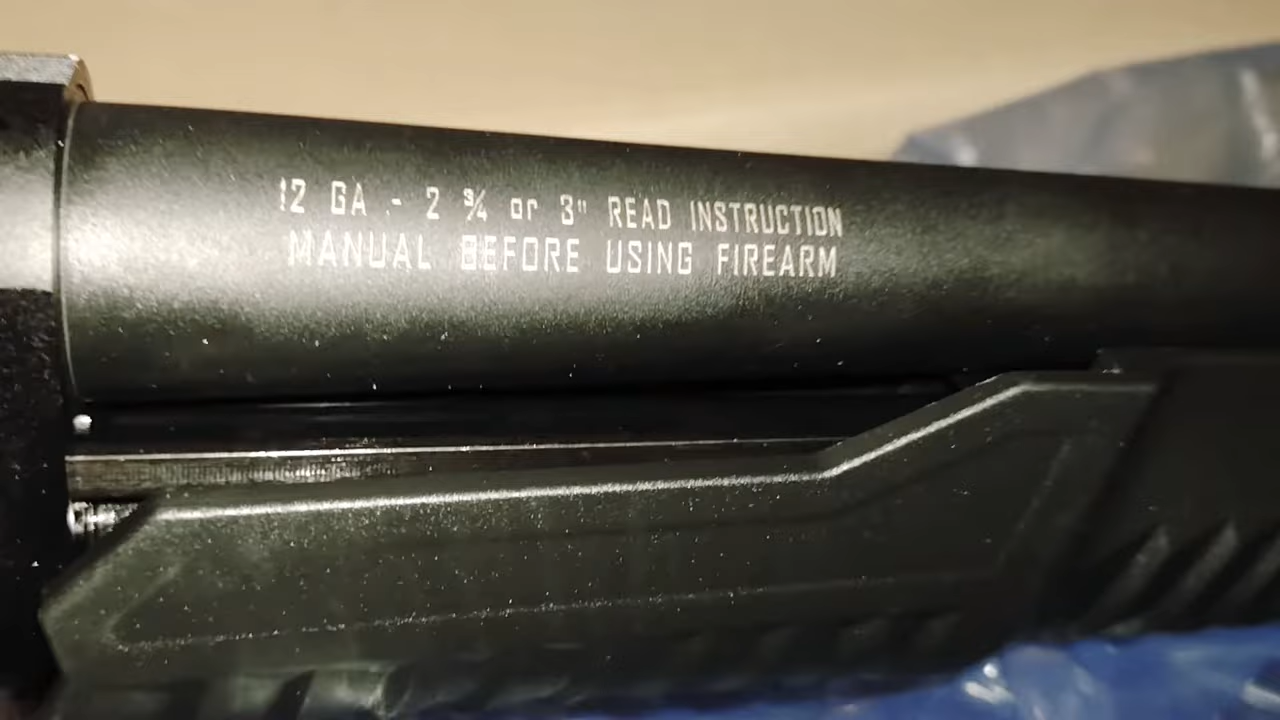 12 GA - 2 ¾ or 3" READ INSTRUCTION
MANUAL BEFORE USING FIREARM